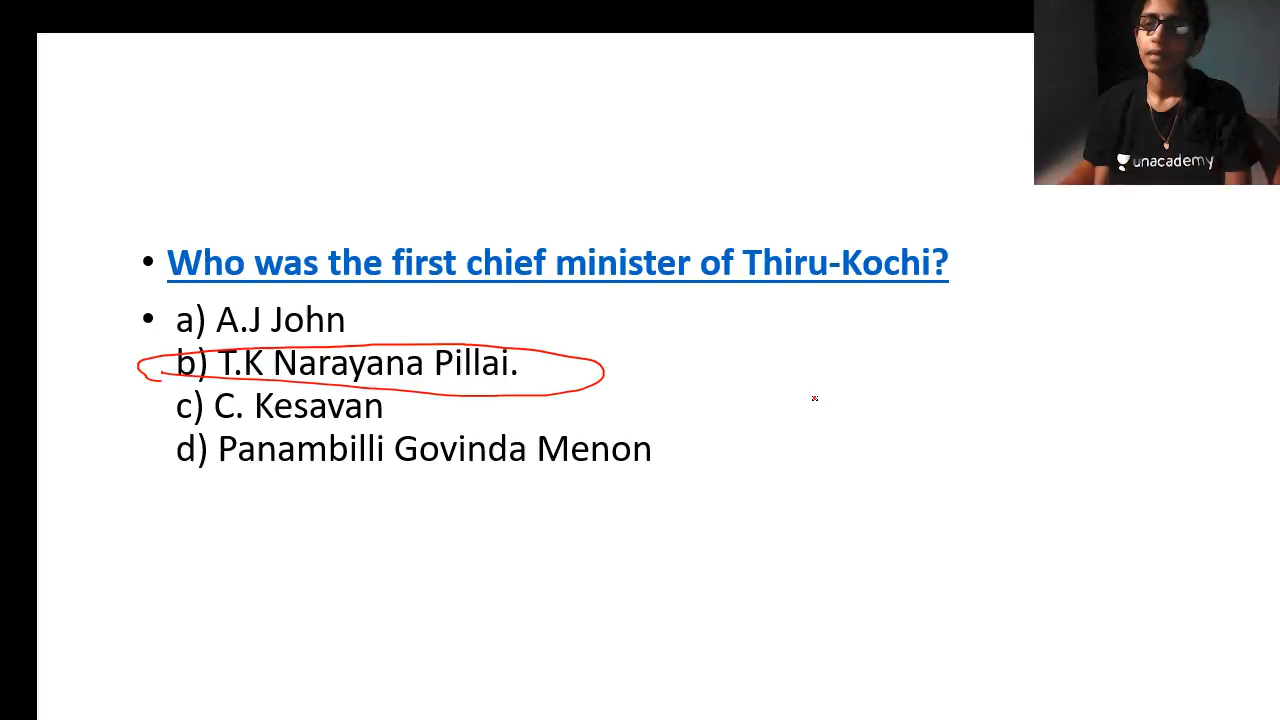 unacademy
• Who was the first chief minister of Thiru-Kochi?
• a) A.J John
b) T.K Narayana Pillai.
c) C. Kesavan
d) Panambilli Govinda Menon